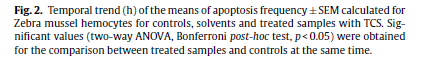 Fig. 2. Temporal trend (h) of the means of apoptosis frequency ± SEM calculated for
Zebra mussel hemocytes for controls, solvents and treated samples with TCS. Sig-
nificant values (two-way ANOVA, Bonferroni post-hoc test, p < 0.05) were obtained
for the comparison between treated samples and controls at the same time.